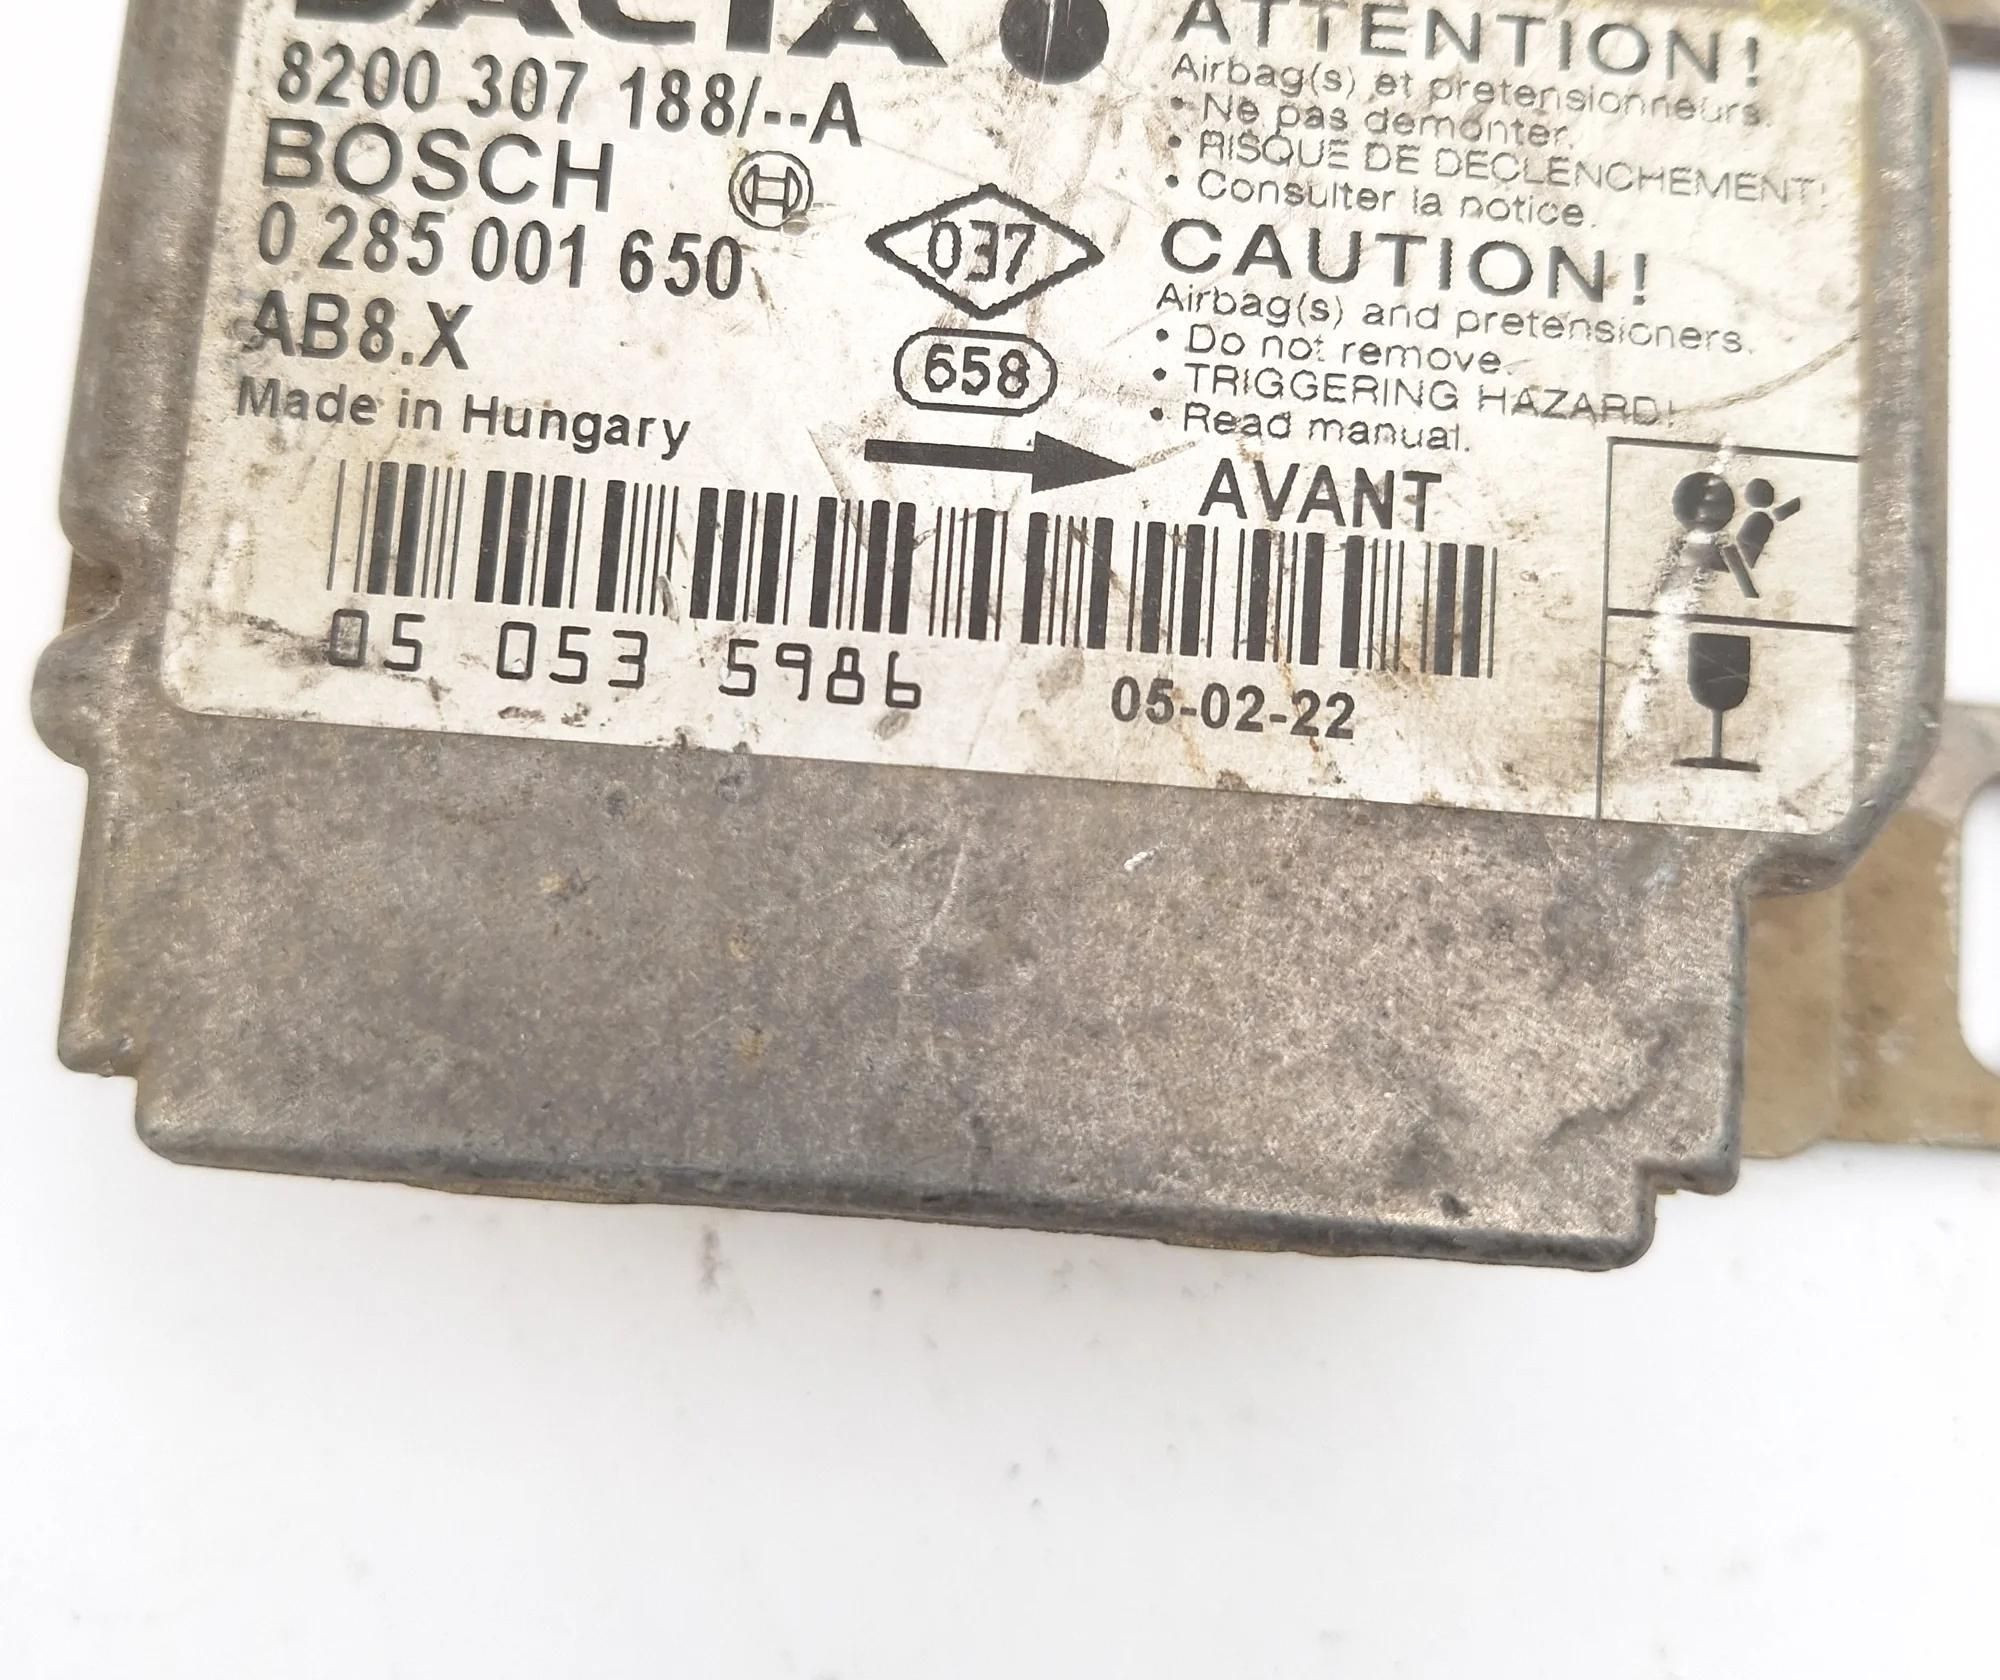 DACIA
8200 307 188/--A
BOSCH
0 285 001 650
AB8.X
Made in Hungary
037
658
ATTENTION!
Airbag(s) et pretensionneurs.
• Ne pas demonter.
• RISQUE DE DECLENCHEMENT!
• Consulter la notice.
CAUTION!
Airbag(s) and pretensioners.
• Do not remove.
• TRIGGERING HAZARD!
• Read manual.
AVANT
05 053 5986
05-02-22